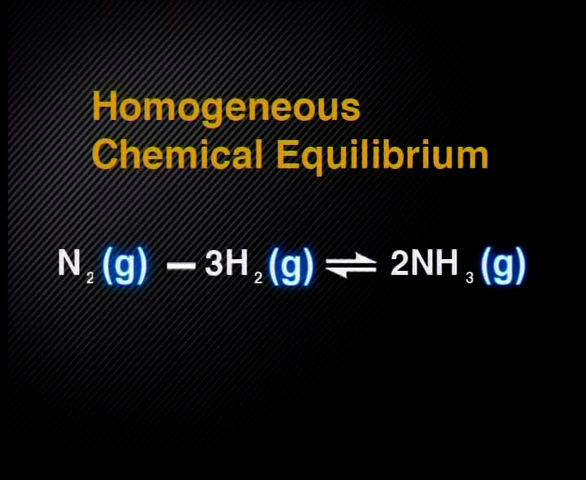 Homogeneous
Chemical Equilibrium
N₂(g) – 3H₂(g) ⇌ 2NH₃(g)